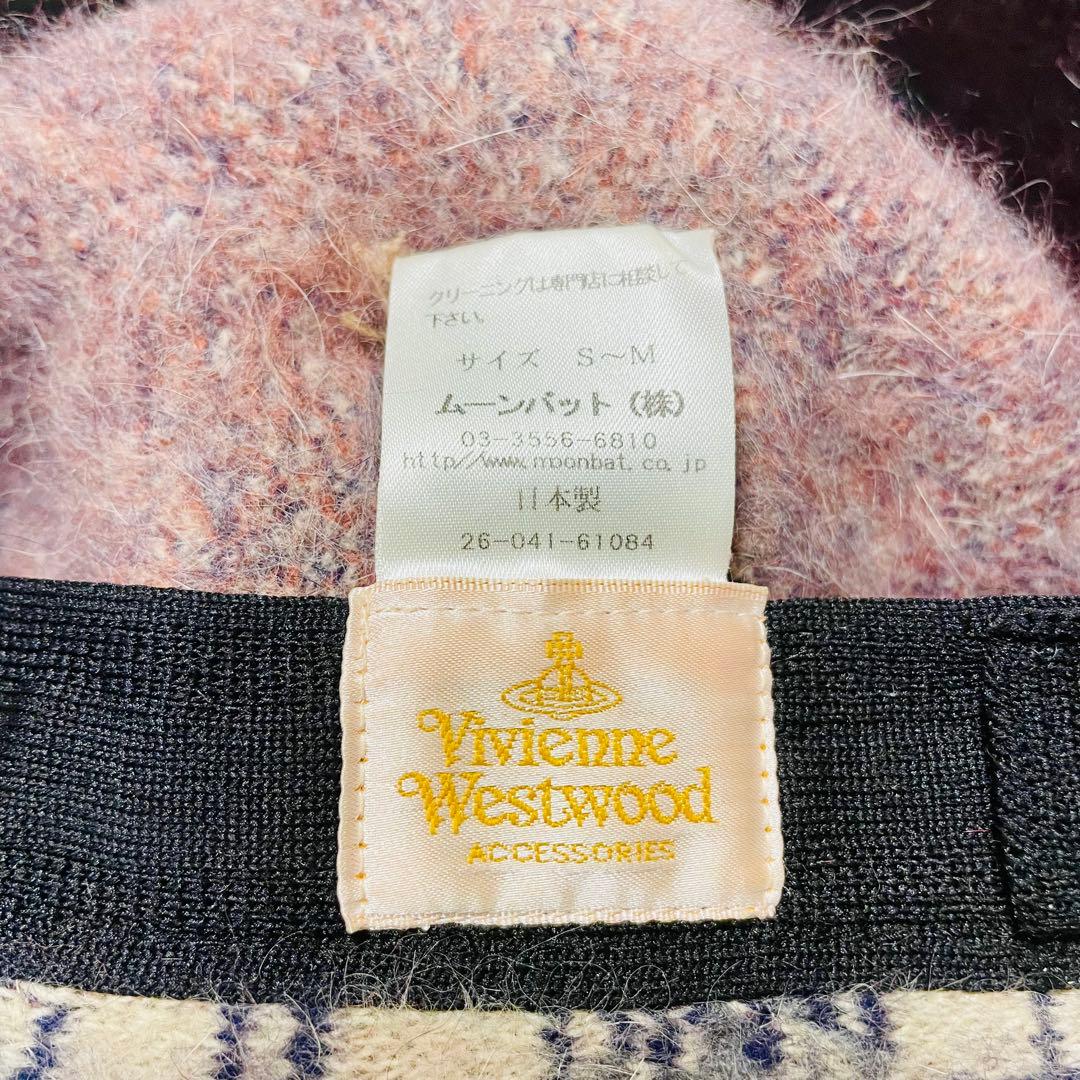 クリーニングは専門店に相談して
下さい。
サイズ S〜M
ムーンバット(株)
03-3556-6810
http//www.moonbat.co.jp
日本製
26-041-61084
Vivienne
Westwood
ACCESSORIES